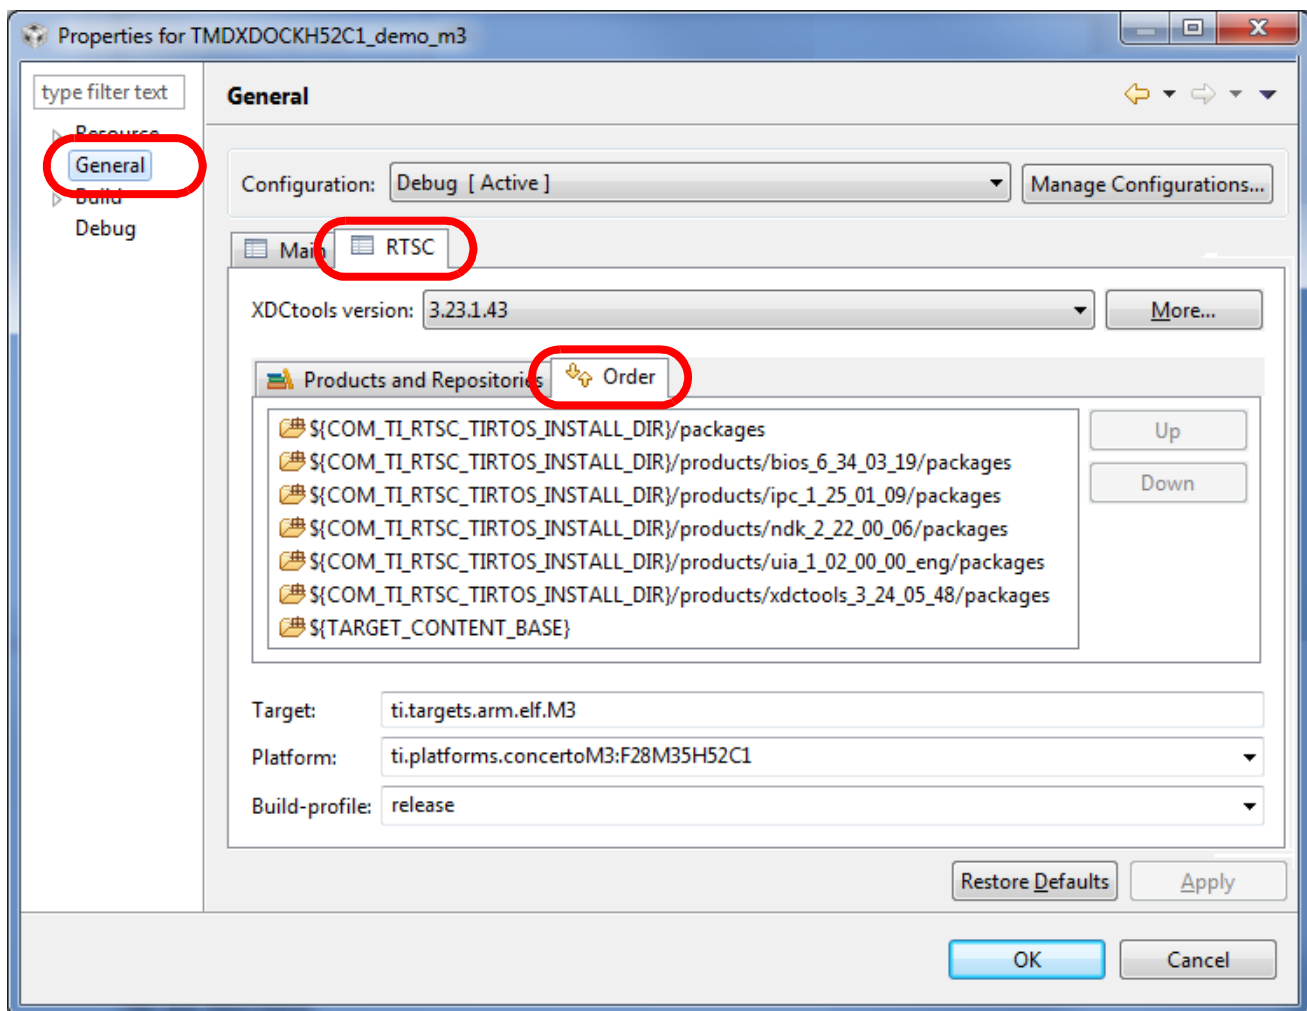 Properties for TMDXDOCKH52C1_demo_m3
type filter text
General
Resource
General
Build
Debug
Configuration: Debug [ Active ] Manage Configurations...
Main RTSC
XDCtools version: 3.23.1.43 More...
Products and Repositories Order
${COM_TI_RTSC_TIRTOS_INSTALL_DIR}/packages
${COM_TI_RTSC_TIRTOS_INSTALL_DIR}/products/bios_6_34_03_19/packages
${COM_TI_RTSC_TIRTOS_INSTALL_DIR}/products/ipc_1_25_01_09/packages
${COM_TI_RTSC_TIRTOS_INSTALL_DIR}/products/ndk_2_22_00_06/packages
${COM_TI_RTSC_TIRTOS_INSTALL_DIR}/products/uia_1_02_00_00_eng/packages
${COM_TI_RTSC_TIRTOS_INSTALL_DIR}/products/xdctools_3_24_05_48/packages
${TARGET_CONTENT_BASE}
Up
Down
Target: ti.targets.arm.elf.M3
Platform: ti.platforms.concertoM3:F28M35H52C1
Build-profile: release
Restore Defaults Apply
OK Cancel